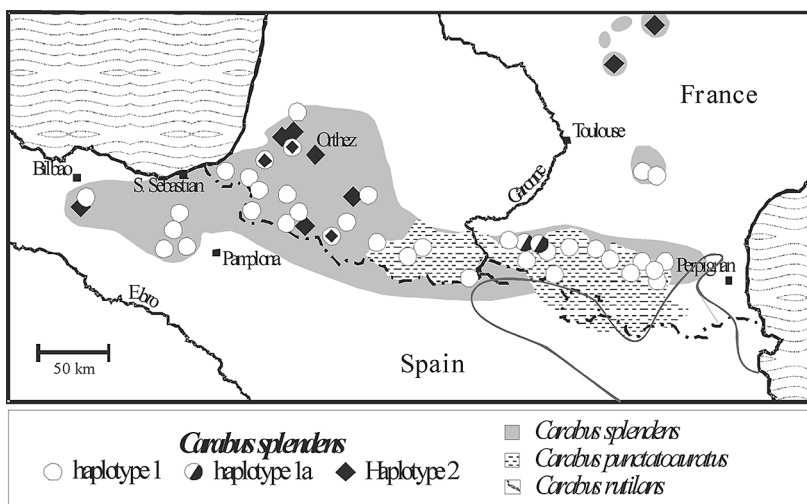 France
Toulouse
Orthez
Bilbao
S. Sebastian
Garonne
Pamplona
Perpignan
Ebro
50 km
Spain
Carabus splendens
haplotype 1
haplotype 1a
Haplotype 2
Carabus splendens
Carabus punctatoauratus
Carabus rutilans